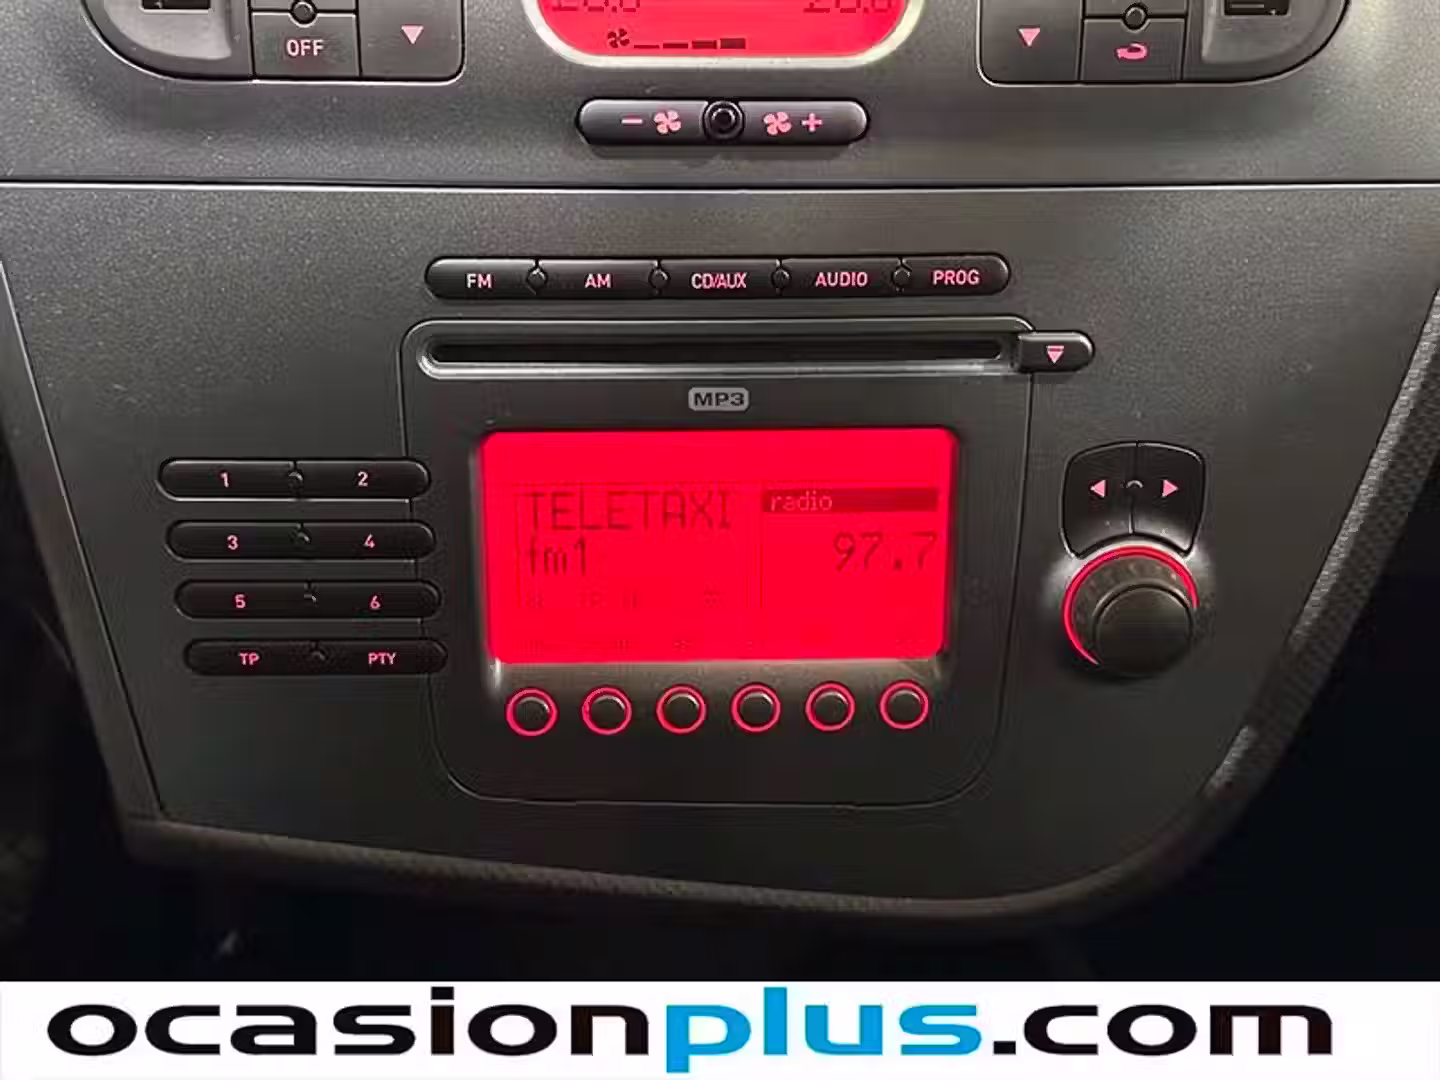 OFF
- +
FM AM CD/AUX AUDIO PROG
MP3
1 2
3 4
5 6
TP PTY
TELETAXI radio
fm1 97.7
ocasionplus.com